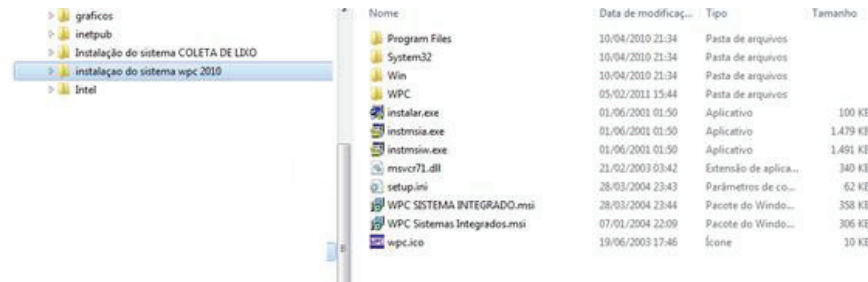 graficos
inetpub
Instalação do sistema COLETA DE LIXO
instalaçao do sistema wpc 2010
Intel
Nome Data de modificaç... Tipo Tamanho
Program Files 10/04/2010 21:34 Pasta de arquivos
System32 10/04/2010 21:34 Pasta de arquivos
Win 10/04/2010 21:34 Pasta de arquivos
WPC 05/02/2011 15:44 Pasta de arquivos
instalar.exe 01/06/2001 01:50 Aplicativo 100 KB
instmsia.exe 01/06/2001 01:50 Aplicativo 1.479 KB
instmsiw.exe 01/06/2001 01:50 Aplicativo 1.491 KB
msvcr71.dll 21/02/2003 03:42 Extensão de aplica... 340 KB
setup.ini 28/03/2004 23:43 Parâmetros de co... 62 KB
WPC SISTEMA INTEGRADO.msi 28/03/2004 23:44 Pacote do Windo... 358 KB
WPC Sistemas Integrados.msi 07/01/2004 22:09 Pacote do Windo... 306 KB
wpc.ico 19/06/2003 17:46 Ícone 10 KB